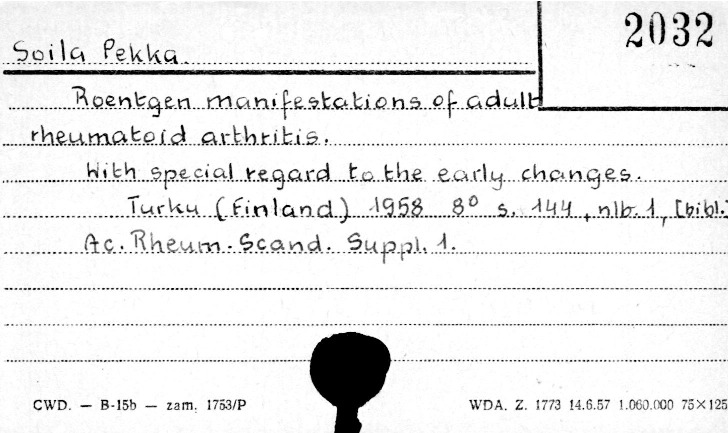 2032
Soila Pekka.
Roentgen manifestations of adult
rheumatoid arthritis.
With special regard to the early changes.
Turku (Finland) 1958 8° s. 144, nlb. 1, [bibl.]
Ac. Rheum. Scand. Suppl. 1.
CWD. — B-15b — zam. 1753/P
WDA. Z. 1773 14.6.57 1.060.000 75×125